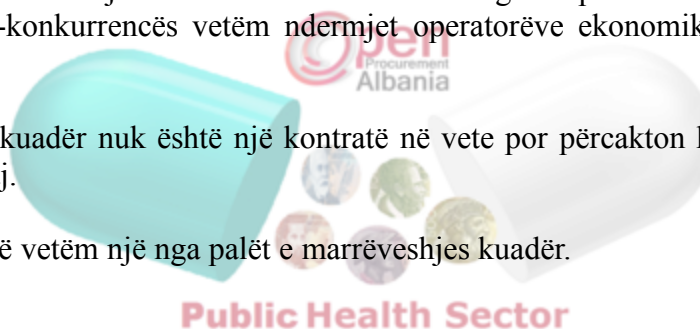 -konkurrencës vetëm ndermjet operatorëve ekonomik
Open
Procurement
Albania
kuadër nuk është një kontratë në vete por përcakton
j.
ë vetëm një nga palët e marrëveshjes kuadër.
Public Health Sector